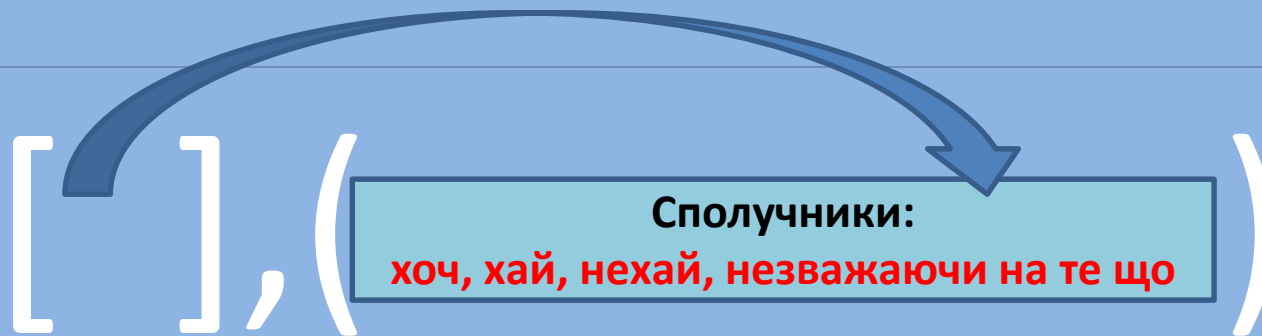 [ ],( )
Сполучники:
хоч, хай, нехай, незважаючи на те що